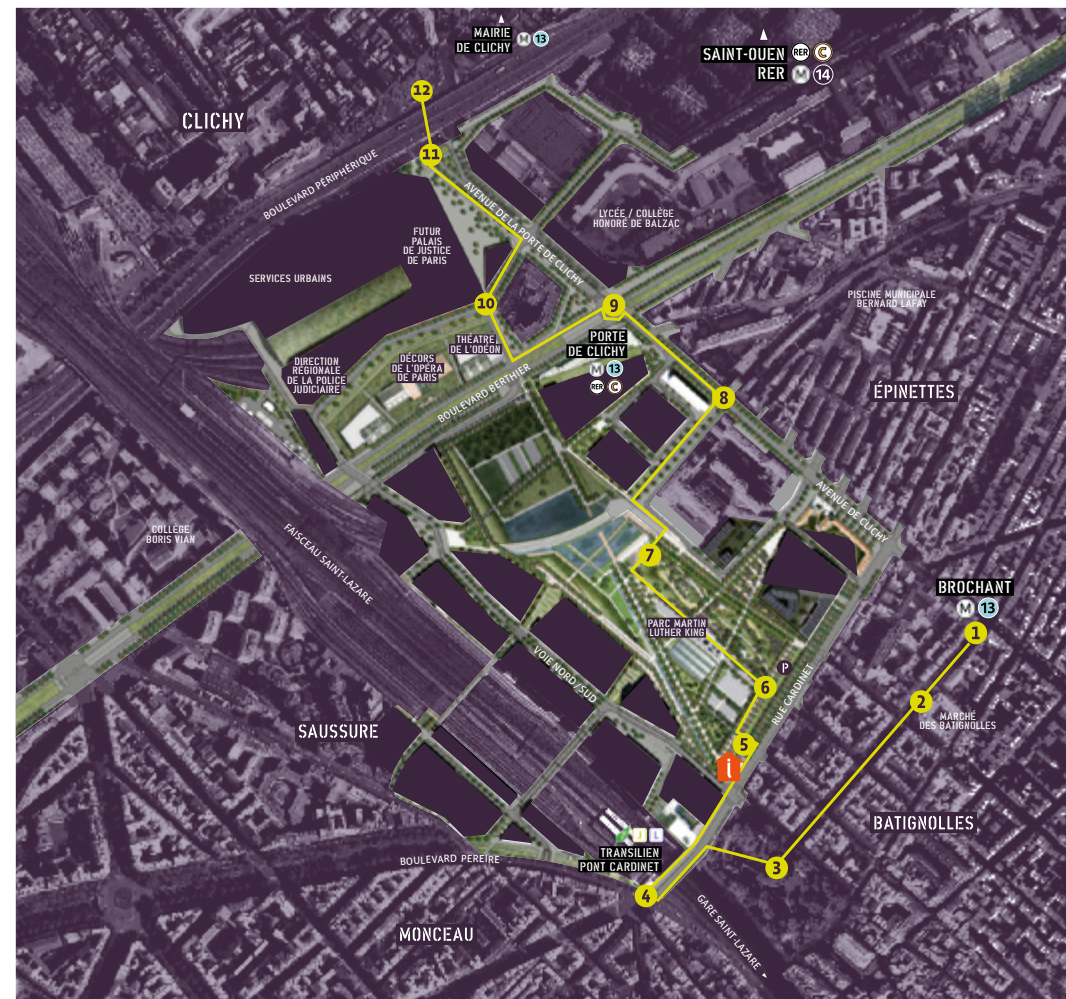 MAIRIE
DE CLICHY M 13
SAINT-OUEN RER C
RER M 14
12
CLICHY
11
BOULEVARD PÉRIPHÉRIQUE
AVENUE DE LA PORTE DE CLICHY
LYCÉE / COLLÈGE
HONORÉ DE BALZAC
FUTUR
PALAIS
DE JUSTICE
DE PARIS
SERVICES URBAINS
PISCINE MUNICIPALE
BERNARD LAFAY
10
9
THÉATRE
DE L'ODÉON
PORTE
DE CLICHY
M 13
RER C
DIRECTION
RÉGIONALE
DE LA POLICE
JUDICIAIRE
DÉCORS
DE L'OPÉRA
DE PARIS
BOULEVARD BERTHIER
8
ÉPINETTES
AVENUE DE CLICHY
COLLÈGE
BORIS VIAN
FAISCEAU SAINT-LAZARE
7
BROCHANT
M 13
1
PARC MARTIN
LUTHER KING
VOIE NORD/SUD
P
6
RUE CARDINET
2
MARCHÉ
DES BATIGNOLLES
SAUSSURE
5
i
BATIGNOLLES
J L
TRANSILIEN
PONT CARDINET
BOULEVARD PEREIRE
3
4
GARE SAINT-LAZARE
MONCEAU